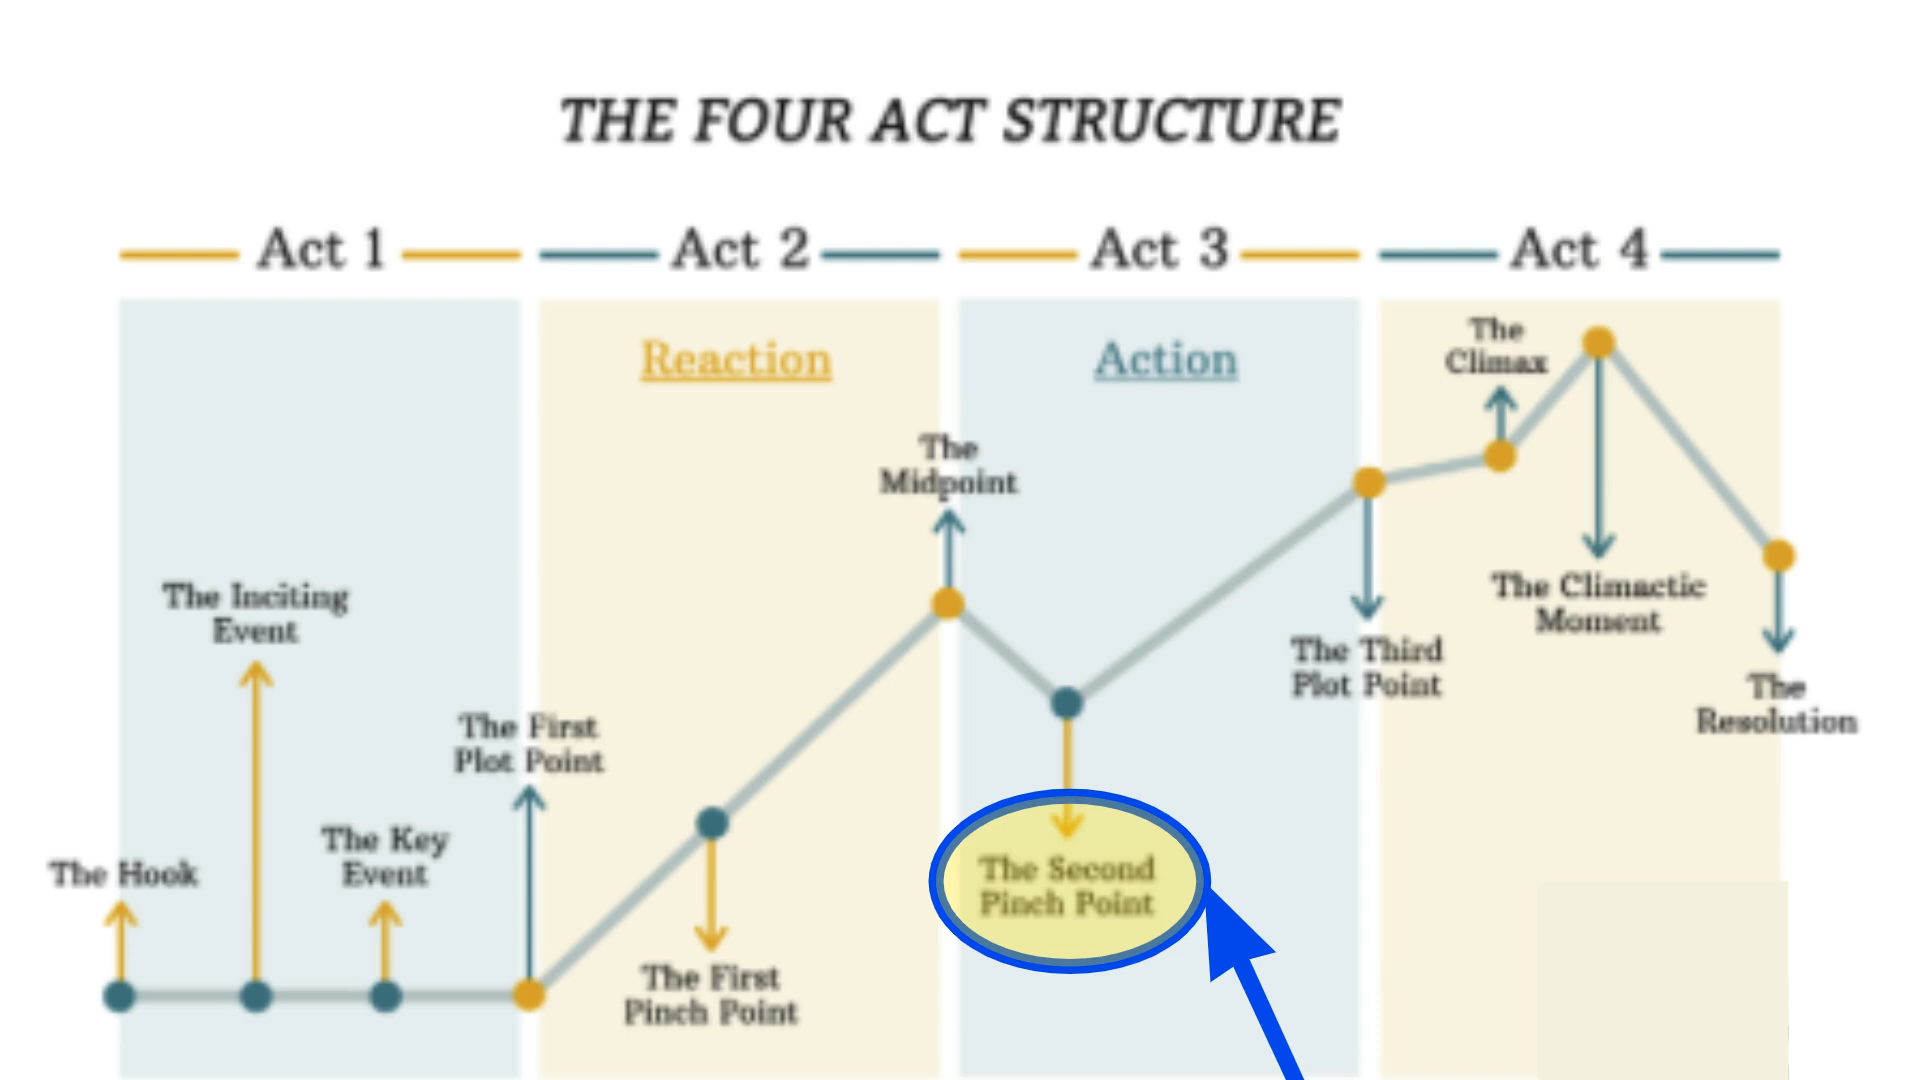 THE FOUR ACT STRUCTURE
Act 1
Act 2
Act 3
Act 4
Reaction
Action
The Hook
The Inciting
Event
The Key
Event
The First
Plot Point
The First
Pinch Point
The
Midpoint
The Second
Pinch Point
The Third
Plot Point
The
Climax
The Climactic
Moment
The
Resolution